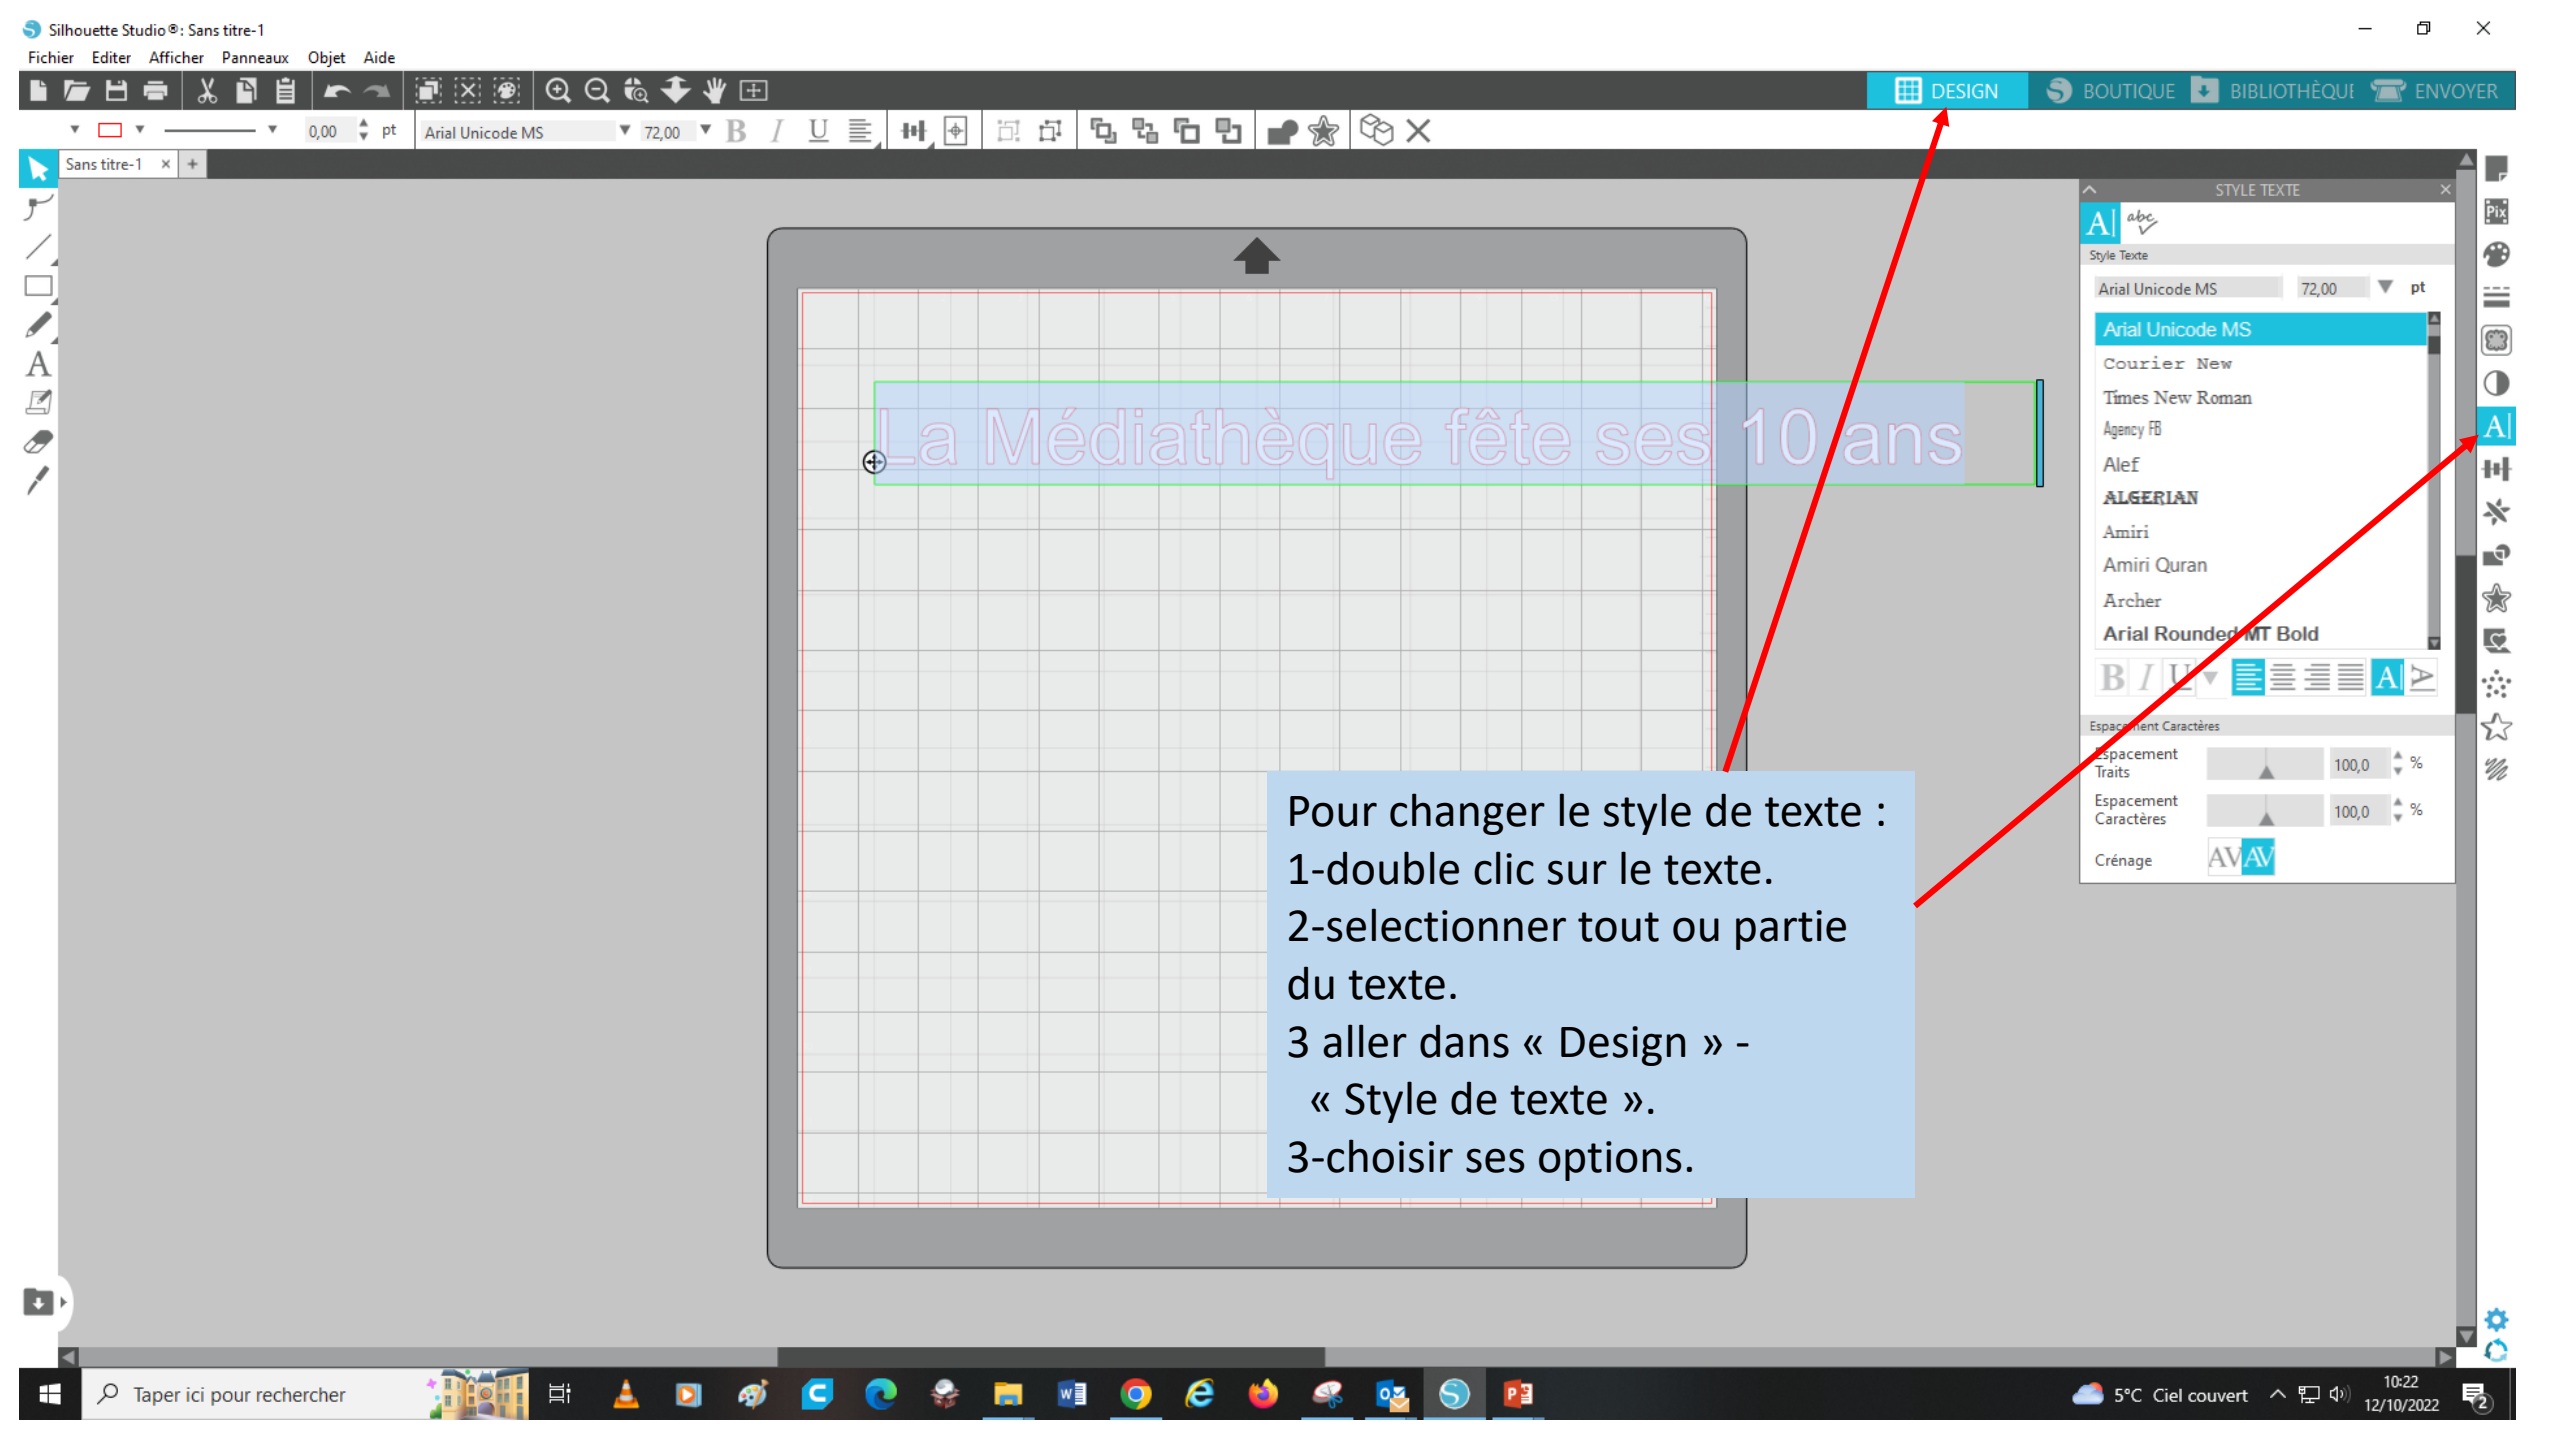 Silhouette Studio®: Sans titre-1
Fichier Editer Afficher Panneaux Objet Aide
DESIGN BOUTIQUE BIBLIOTHÈQUE ENVOYER
0,00 pt Arial Unicode MS 72,00 B I U
Sans titre-1 × +
STYLE TEXTE
Pix
A abc
Style Texte
Arial Unicode MS 72,00 pt
Arial Unicode MS
Courier New
Times New Roman
Agency FB
Alef
ALGERIAN
Amiri
Amiri Quran
Archer
Arial Rounded MT Bold
B I U A A
Espacement Caractères
Espacement
Traits 100,0 %
Espacement
Caractères 100,0 %
Crénage AV AV
La Médiathèque fête ses 10 ans
Pour changer le style de texte :
1-double clic sur le texte.
2-selectionner tout ou partie
du texte.
3 aller dans « Design » -
« Style de texte ».
3-choisir ses options.
Taper ici pour rechercher
5°C Ciel couvert
10:22
12/10/2022
2